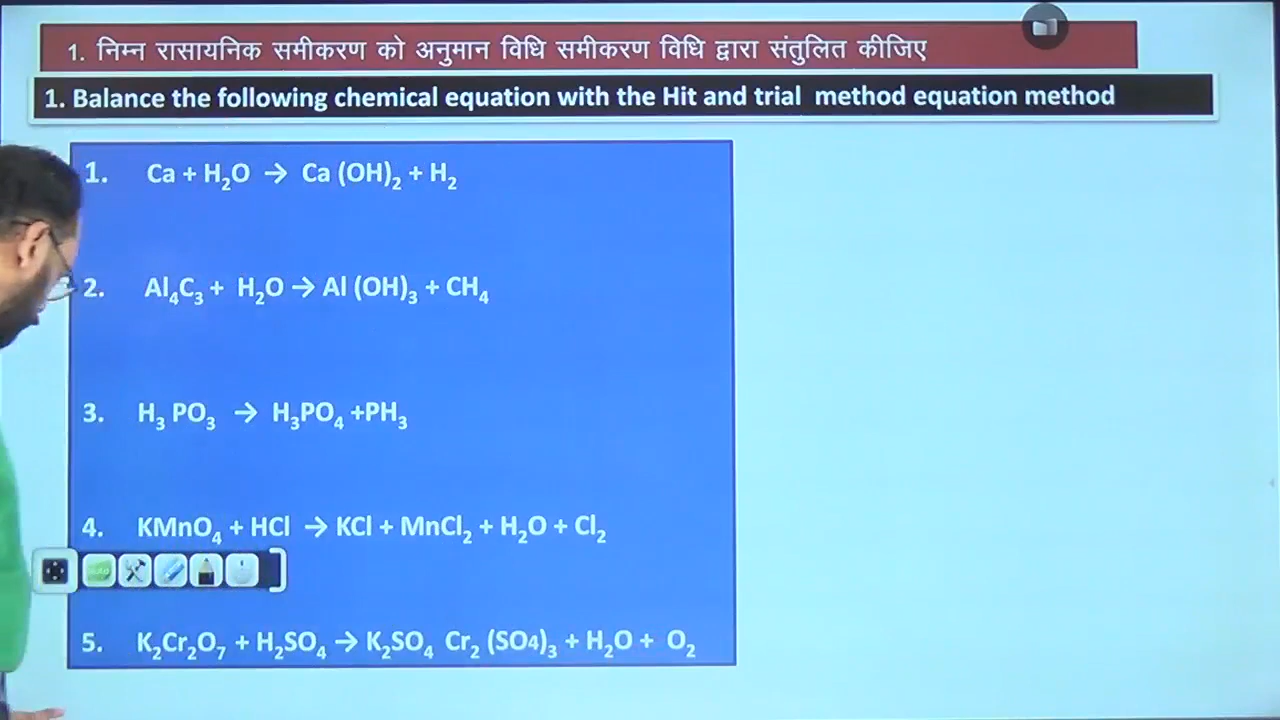 1. निम्न रासायनिक समीकरण को अनुमान विधि समीकरण विधि द्वारा संतुलित कीजिए
1. Balance the following chemical equation with the Hit and trial method equation method
1. Ca + H₂O → Ca (OH)₂ + H₂
2. Al₄C₃ + H₂O → Al (OH)₃ + CH₄
3. H₃ PO₃ → H₃PO₄ +PH₃
4. KMnO₄ + HCl → KCl + MnCl₂ + H₂O + Cl₂
5. K₂Cr₂O₇ + H₂SO₄ → K₂SO₄ Cr₂ (SO4)₃ + H₂O + O₂